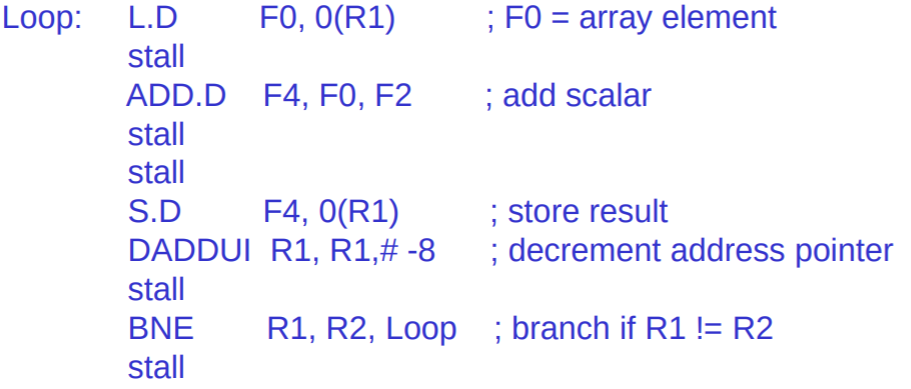 Loop: L.D F0, 0(R1) ; F0 = array element
stall
ADD.D F4, F0, F2 ; add scalar
stall
stall
S.D F4, 0(R1) ; store result
DADDUI R1, R1,# -8 ; decrement address pointer
stall
BNE R1, R2, Loop ; branch if R1 != R2
stall